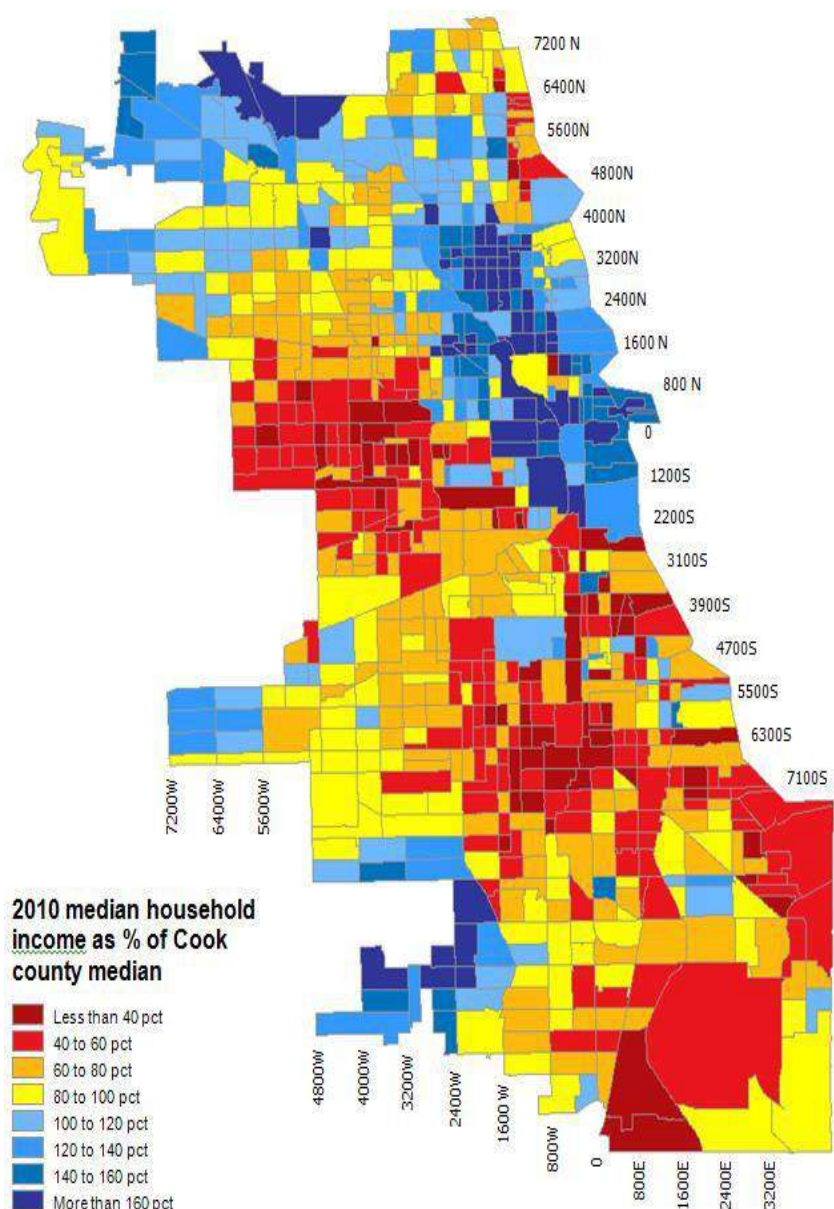 7200 N
6400N
5600N
4800N
4000N
3200N
2400N
1600 N
800 N
0
1200S
2200S
3100S
3900S
4700S
5500S
6300S
7100S
7200W
6400W
5600W
2010 median household
income as % of Cook
county median
Less than 40 pct
40 to 60 pct
60 to 80 pct
80 to 100 pct
100 to 120 pct
120 to 140 pct
140 to 160 pct
More than 160 pct
4800W
4000W
3200W
2400W
1600 W
800W
0
800E
1600E
2400E
3200E